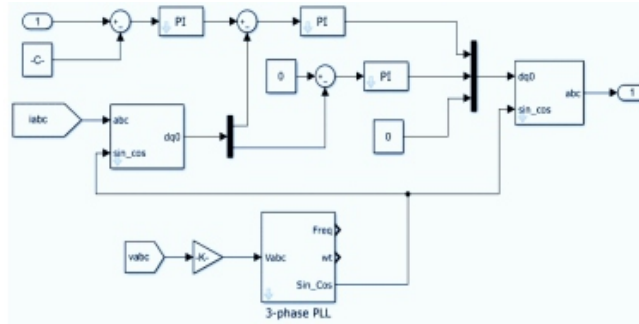 1
PI
PI
-C-
0
PI
dq0
abc
1
iabc
abc
dq0
sin_cos
0
sin_cos
Freq
vabc
-K-
Vabc
wt
Sin_Cos
3-phase PLL